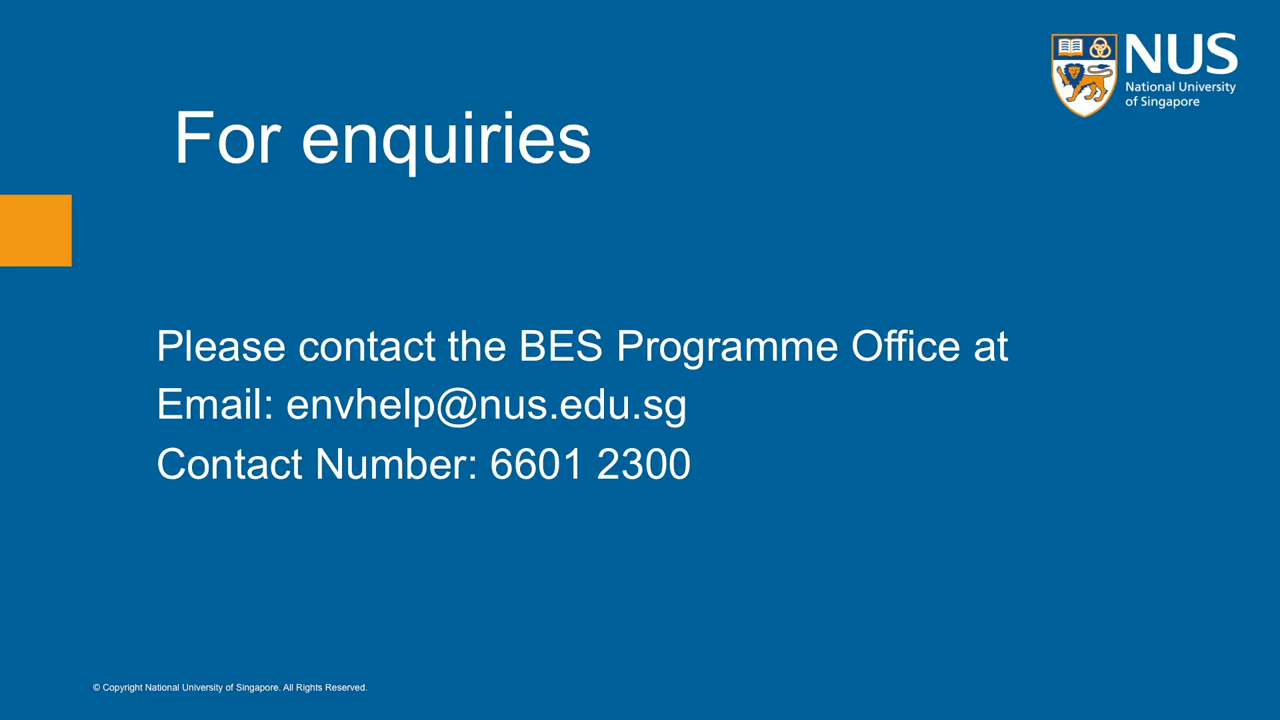 NUS
National University
of Singapore
For enquiries
Please contact the BES Programme Office at
Email: envhelp@nus.edu.sg
Contact Number: 6601 2300
© Copyright National University of Singapore. All Rights Reserved.